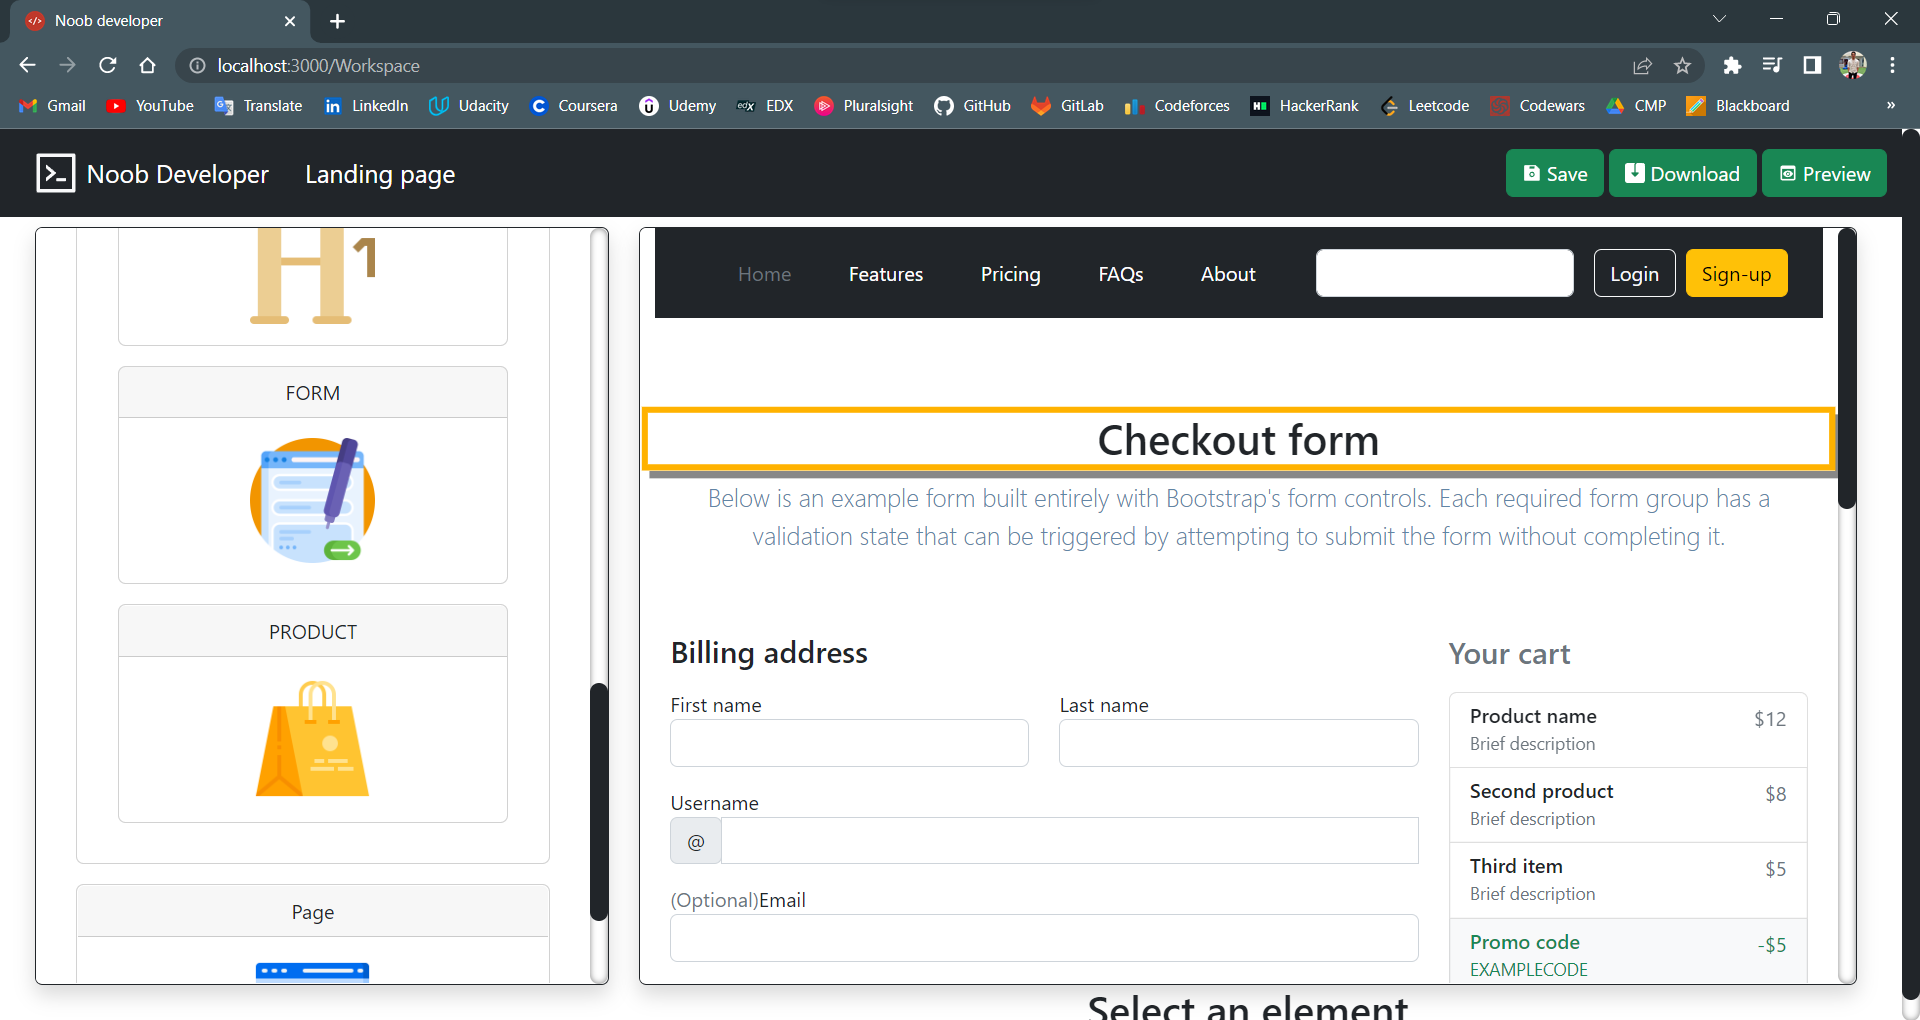 Noob developer
localhost:3000/Workspace
Gmail YouTube Translate LinkedIn Udacity Coursera Udemy EDX Pluralsight GitHub GitLab Codeforces HackerRank Leetcode Codewars CMP Blackboard »
Noob Developer Landing page Save Download Preview
H1
FORM
PRODUCT
Page
Home Features Pricing FAQs About Login Sign-up
Checkout form
Below is an example form built entirely with Bootstrap's form controls. Each required form group has a
validation state that can be triggered by attempting to submit the form without completing it.
Billing address
First name Last name
Username
@
(Optional)Email
Your cart
Product name $12
Brief description
Second product $8
Brief description
Third item $5
Brief description
Promo code -$5
EXAMPLECODE
Select an element